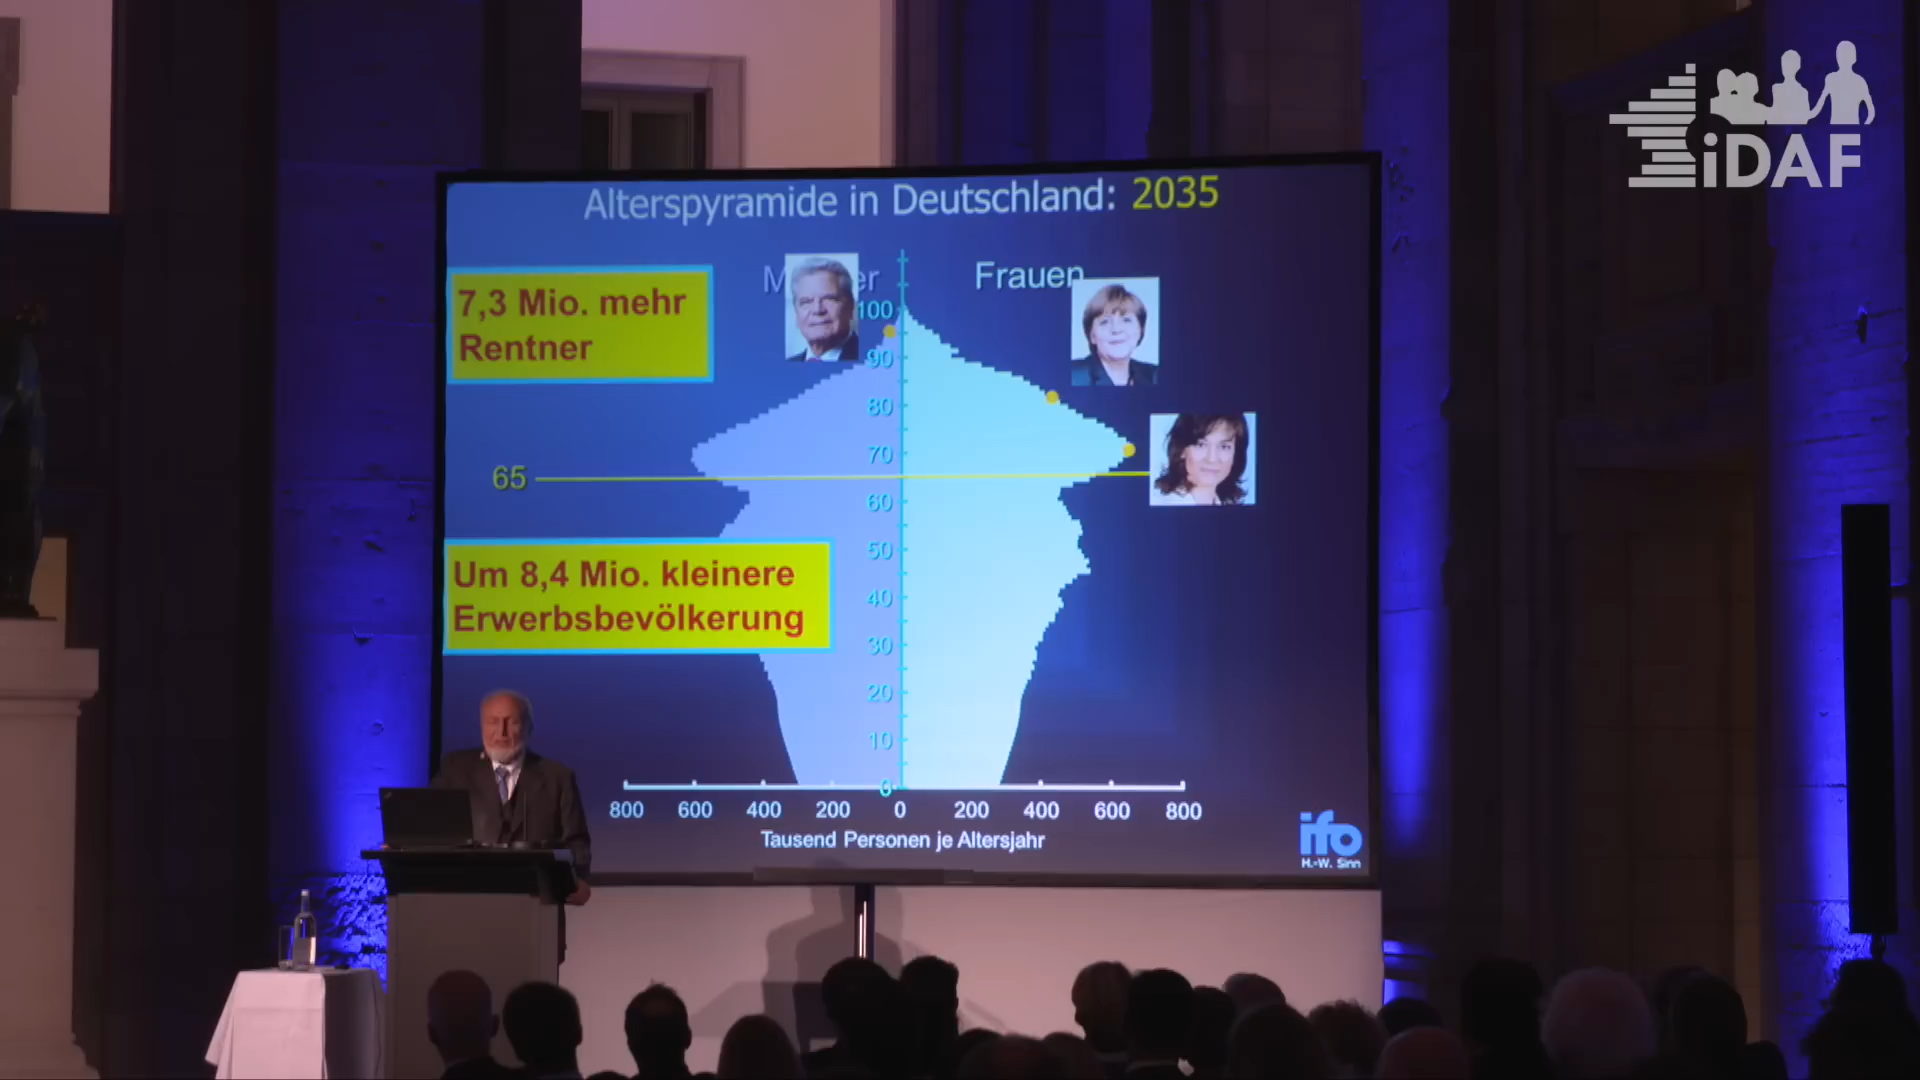 iDAF
Alterspyramide in Deutschland: 2035
Frauen
7,3 Mio. mehr
Rentner
100
90
80
70
65
60
50
Um 8,4 Mio. kleinere
Erwerbsbevölkerung
40
30
20
10
0
800 600 400 200 0 200 400 600 800
Tausend Personen je Altersjahr
ifo
H.-W. Sinn